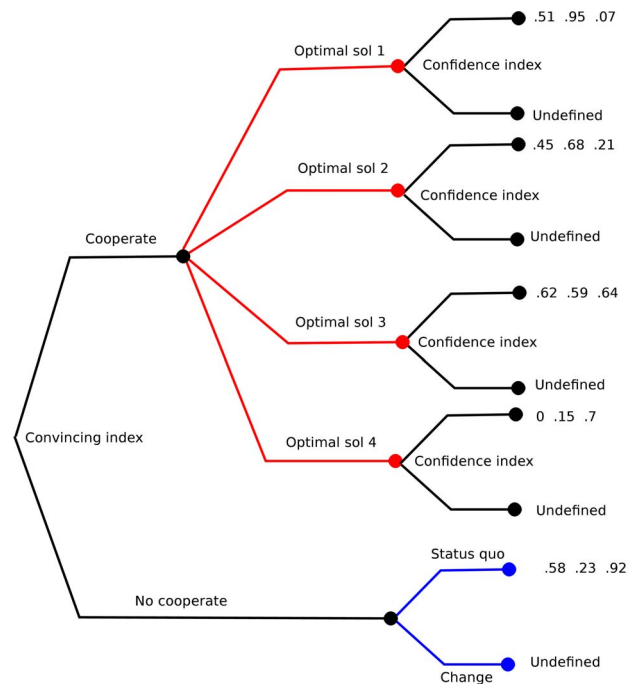 .51 .95 .07
Optimal sol 1
Confidence index
Undefined
.45 .68 .21
Optimal sol 2
Confidence index
Undefined
Cooperate
.62 .59 .64
Optimal sol 3
Confidence index
Undefined
0 .15 .7
Optimal sol 4
Convincing index
Confidence index
Undefined
Status quo
.58 .23 .92
No cooperate
Undefined
Change